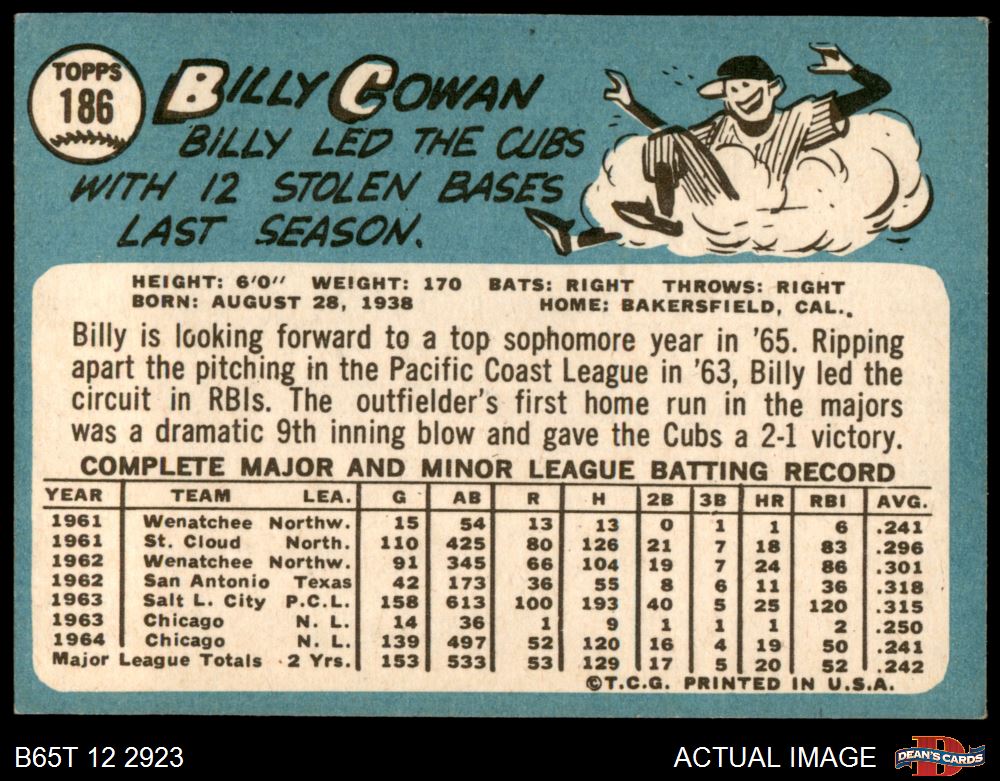 TOPPS
186
BILLY COWAN
BILLY LED THE CUBS
WITH 12 STOLEN BASES
LAST SEASON.
HEIGHT: 6'0" WEIGHT: 170 BATS: RIGHT THROWS: RIGHT
BORN: AUGUST 28, 1938 HOME: BAKERSFIELD, CAL.
Billy is looking forward to a top sophomore year in '65. Ripping
apart the pitching in the Pacific Coast League in '63, Billy led the
circuit in RBIs. The outfielder's first home run in the majors
was a dramatic 9th inning blow and gave the Cubs a 2-1 victory.
COMPLETE MAJOR AND MINOR LEAGUE BATTING RECORD
YEAR TEAM LEA. G AB R H 2B 3B HR RBI AVG.
1961 Wenatchee Northw. 15 54 13 13 0 1 1 6 .241
1961 St. Cloud North. 110 425 80 126 21 7 18 83 .296
1962 Wenatchee Northw. 91 345 66 104 19 7 24 86 .301
1962 San Antonio Texas 42 173 36 55 8 6 11 36 .318
1963 Salt L. City P.C.L. 158 613 100 193 40 5 25 120 .315
1963 Chicago N. L. 14 36 1 9 1 1 1 2 .250
1964 Chicago N. L. 139 497 52 120 16 4 19 50 .241
Major League Totals 2 Yrs. 153 533 53 129 17 5 20 52 .242
©T.C.G. PRINTED IN U.S.A.
B65T 12 2923
ACTUAL IMAGE
D
DEAN'S CARDS